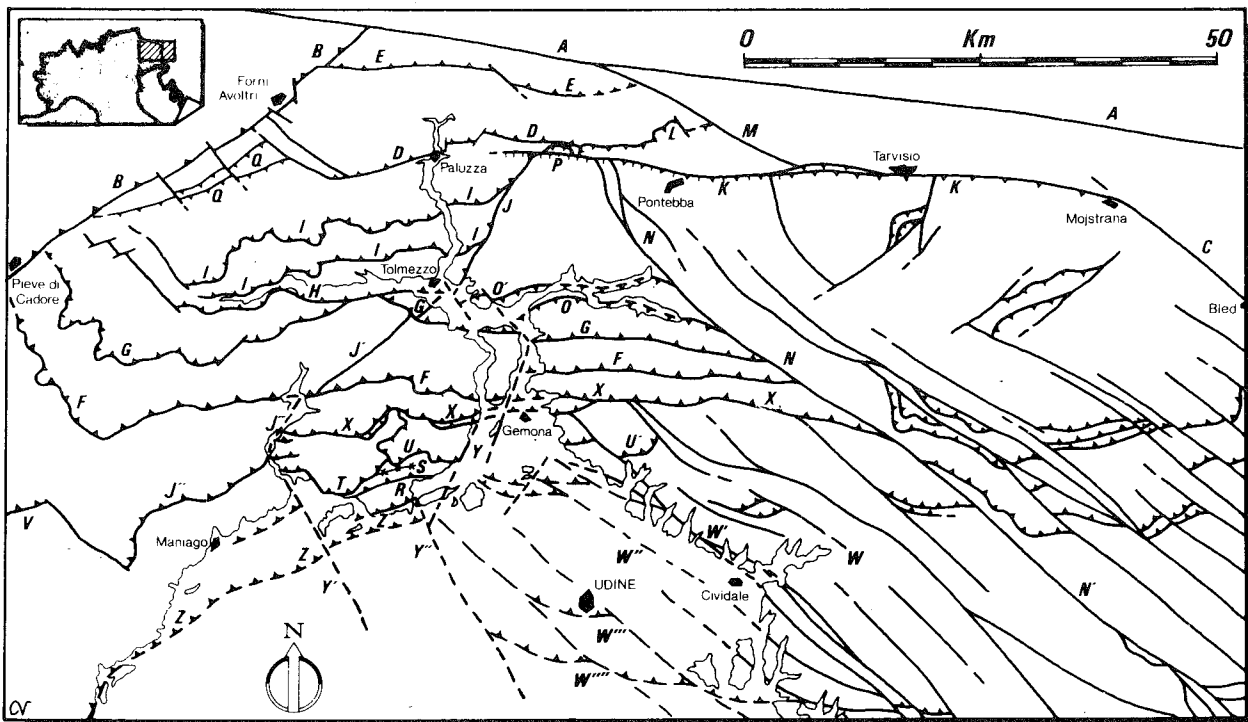 0 Km 50
A
B
E
Forni
Avoltri
E
A
D
L
M
Q
D
P
Tarvisio
B
Paluzza
Q
K
K
Pontebba
I
J
Mojstrana
I
N
C
I
Tolmezzo
Pieve di
Cadore
I
I
H
O'
G
O
Bled
G
J'
G
N
F
F
F
X
X
J''
X
X
Gemona
U
Y
U'
S
T
J'''
R
V
Z
W'
Maniago
Z
Y''
W''
W
Y'
UDINE
Cividale
N'
Z
N
W'''
W''''